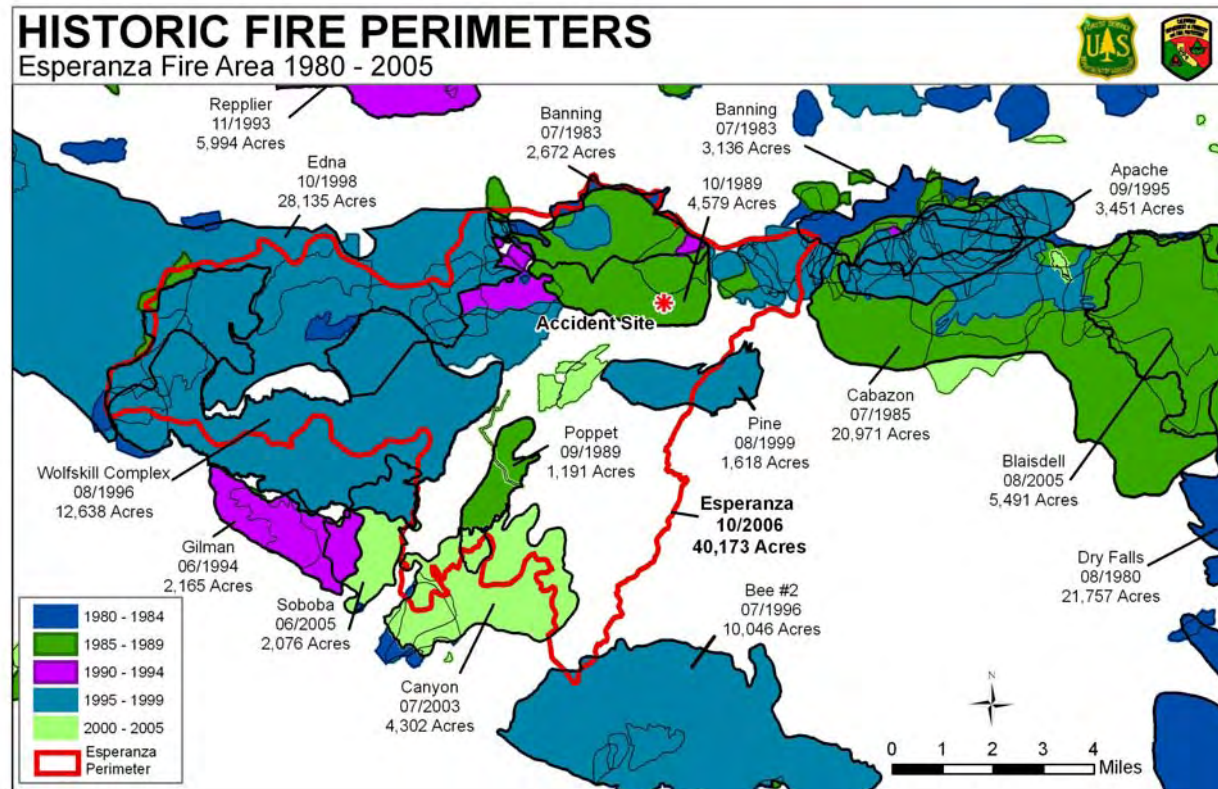 HISTORIC FIRE PERIMETERS
Esperanza Fire Area 1980 - 2005
US
Repplier
11/1993
5,994 Acres
Edna
10/1998
28,135 Acres
Banning
07/1983
2,672 Acres
10/1989
4,579 Acres
Banning
07/1983
3,136 Acres
Apache
09/1995
3,451 Acres
Accident Site
Cabazon
07/1985
20,971 Acres
Poppet
09/1989
1,191 Acres
Pine
08/1999
1,618 Acres
Blaisdell
08/2005
5,491 Acres
Wolfskill Complex
08/1996
12,638 Acres
Esperanza
10/2006
40,173 Acres
Gilman
06/1994
2,165 Acres
Dry Falls
08/1980
21,757 Acres
Soboba
06/2005
2,076 Acres
Bee #2
07/1996
10,046 Acres
Canyon
07/2003
4,302 Acres
1980 - 1984
1985 - 1989
1990 - 1994
1995 - 1999
2000 - 2005
Esperanza
Perimeter
N
0 1 2 3 4
Miles